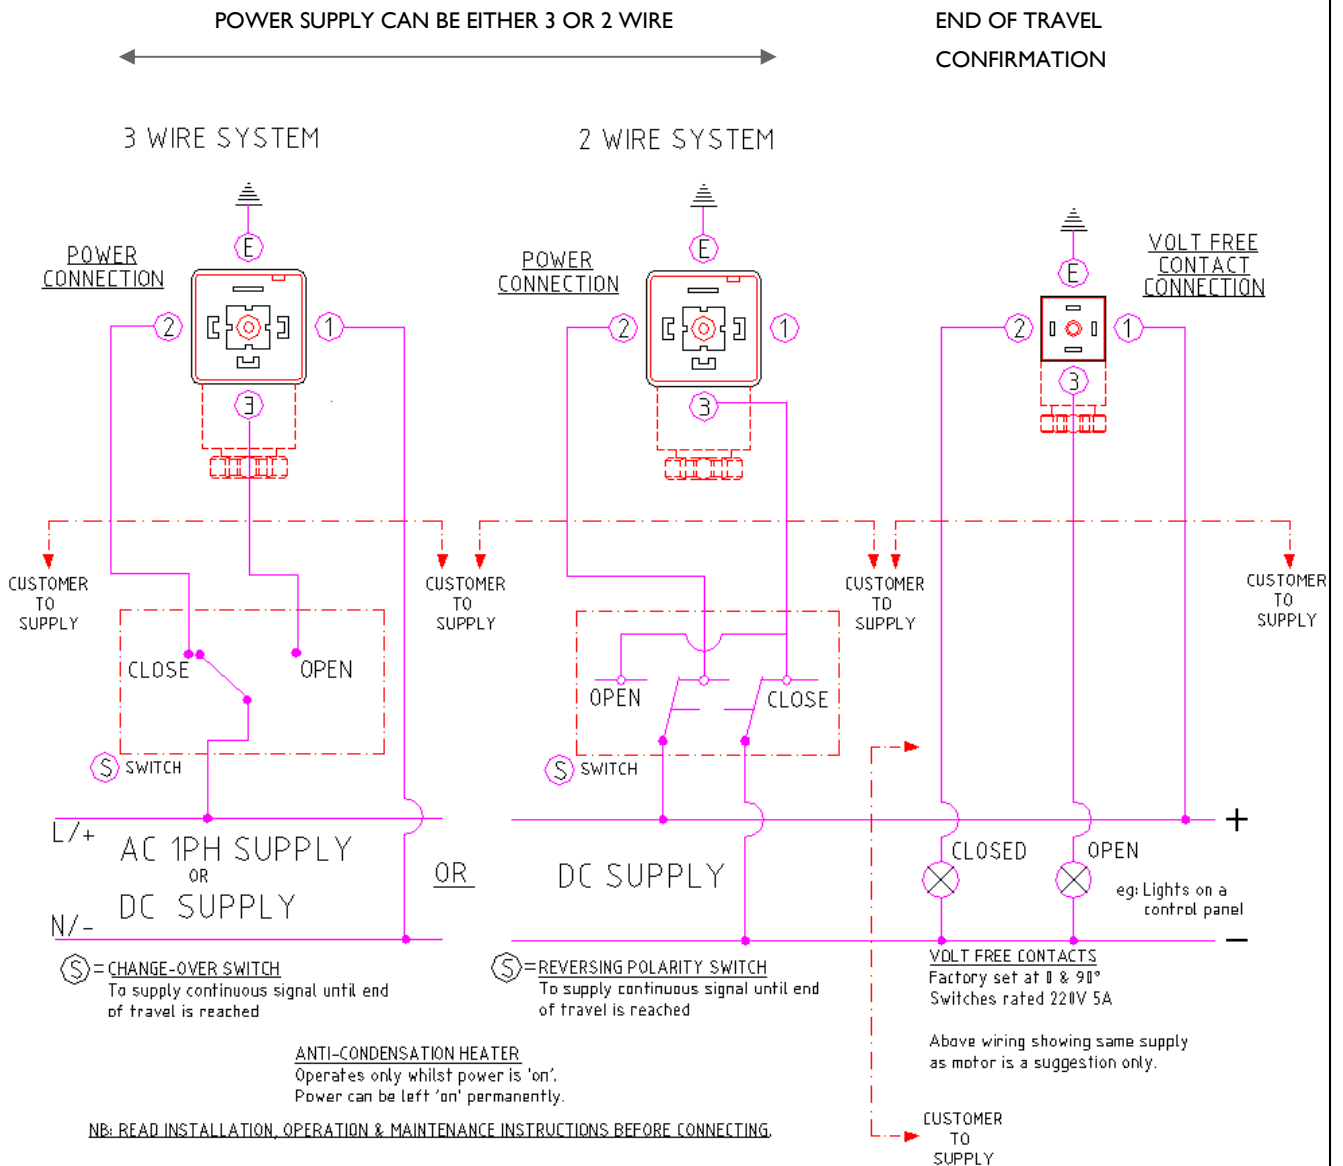 POWER SUPPLY CAN BE EITHER 3 OR 2 WIRE
END OF TRAVEL
CONFIRMATION
3 WIRE SYSTEM
2 WIRE SYSTEM
E
POWER
CONNECTION
2
1
3
E
POWER
CONNECTION
2
1
3
E
VOLT FREE
CONTACT
CONNECTION
2
1
3
CUSTOMER
TO
SUPPLY
CUSTOMER
TO
SUPPLY
CUSTOMER
TO
SUPPLY
CUSTOMER
TO
SUPPLY
CLOSE
OPEN
S SWITCH
OPEN
CLOSE
S SWITCH
L/+
AC 1PH SUPPLY
OR
DC SUPPLY
N/-
OR
DC SUPPLY
+
CLOSED
OPEN
eg: Lights on a
control panel
−
S = CHANGE-OVER SWITCH
To supply continuous signal until end
of travel is reached
S = REVERSING POLARITY SWITCH
To supply continuous signal until end
of travel is reached
VOLT FREE CONTACTS
Factory set at 0 & 90°
Switches rated 220V 5A
Above wiring showing same supply
as motor is a suggestion only.
ANTI-CONDENSATION HEATER
Operates only whilst power is 'on'.
Power can be left 'on' permanently.
CUSTOMER
TO
SUPPLY
NB: READ INSTALLATION, OPERATION & MAINTENANCE INSTRUCTIONS BEFORE CONNECTING.